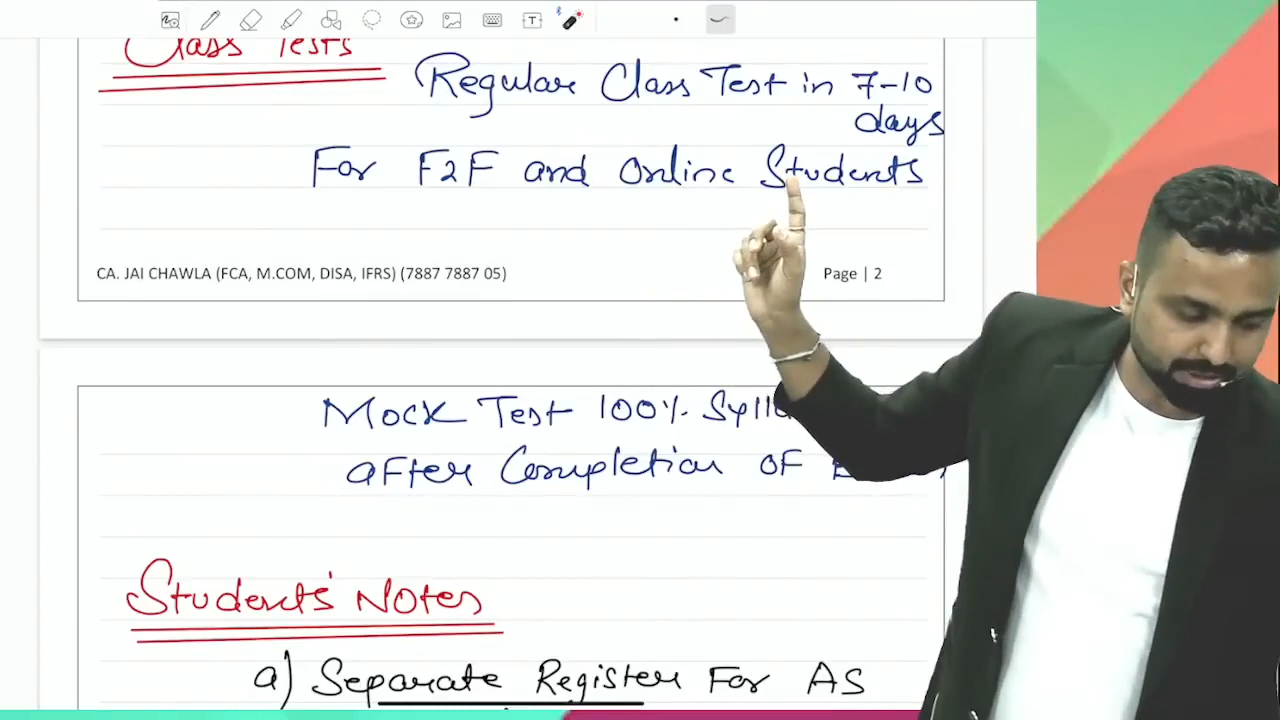 Class Tests
Regular Class Test in 7-10
days
For F2F and Online Students
CA. JAI CHAWLA (FCA, M.COM, DISA, IFRS) (7887 7887 05)
Page | 2
Mock Test 100%
after Completion of
Students' Notes
a) Separate Register For AS